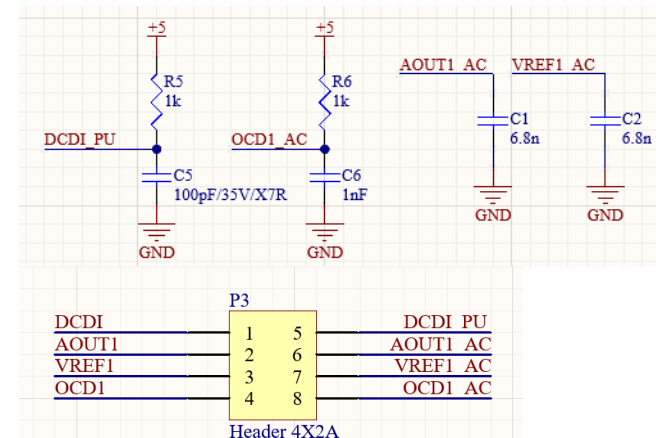 +5
+5
R5
1k
R6
1k
AOUT1_AC
VREF1_AC
DCDI_PU
OCD1_AC
C1
6.8n
C2
6.8n
C5
100pF/35V/X7R
C6
1nF
GND
GND
GND
GND
P3
DCDI 1 5 DCDI_PU
AOUT1 2 6 AOUT1_AC
VREF1 3 7 VREF1_AC
OCD1 4 8 OCD1_AC
Header 4X2A